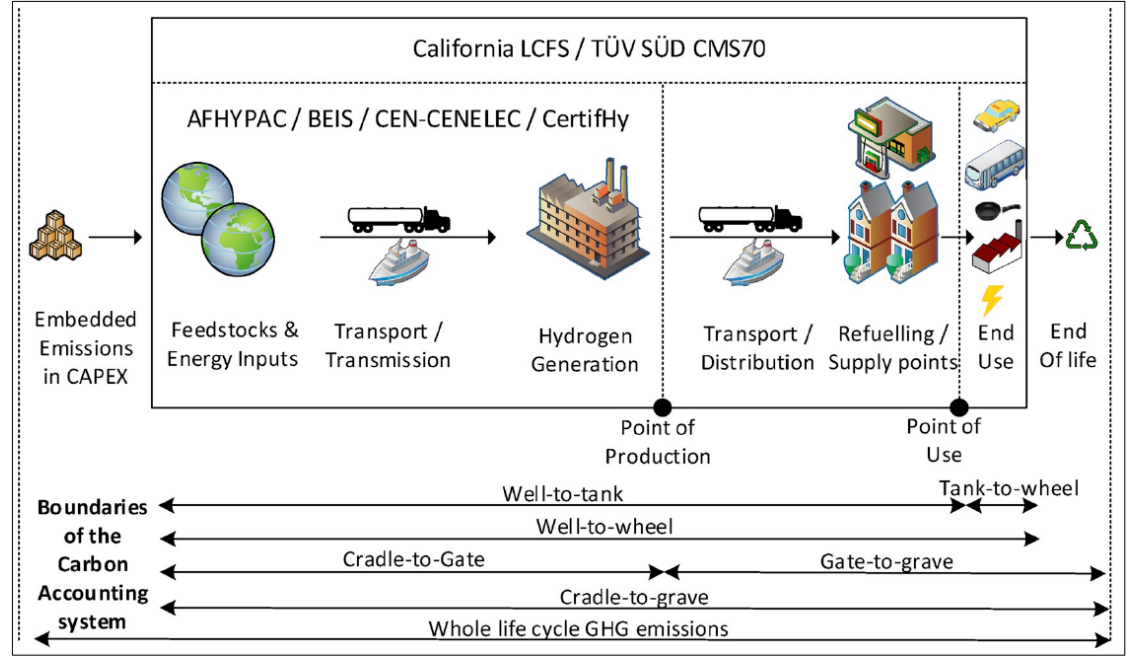 California LCFS / TÜV SÜD CMS70
AFHYPAC / BEIS / CEN-CENELEC / CertifHy
Embedded
Emissions
in CAPEX
Feedstocks &
Energy Inputs
Transport /
Transmission
Hydrogen
Generation
Transport /
Distribution
Refuelling /
Supply points
End
Use
End
Of life
Point of
Production
Point of
Use
Boundaries
of the
Carbon
Accounting
system
Well-to-tank
Tank-to-wheel
Well-to-wheel
Cradle-to-Gate
Gate-to-grave
Cradle-to-grave
Whole life cycle GHG emissions